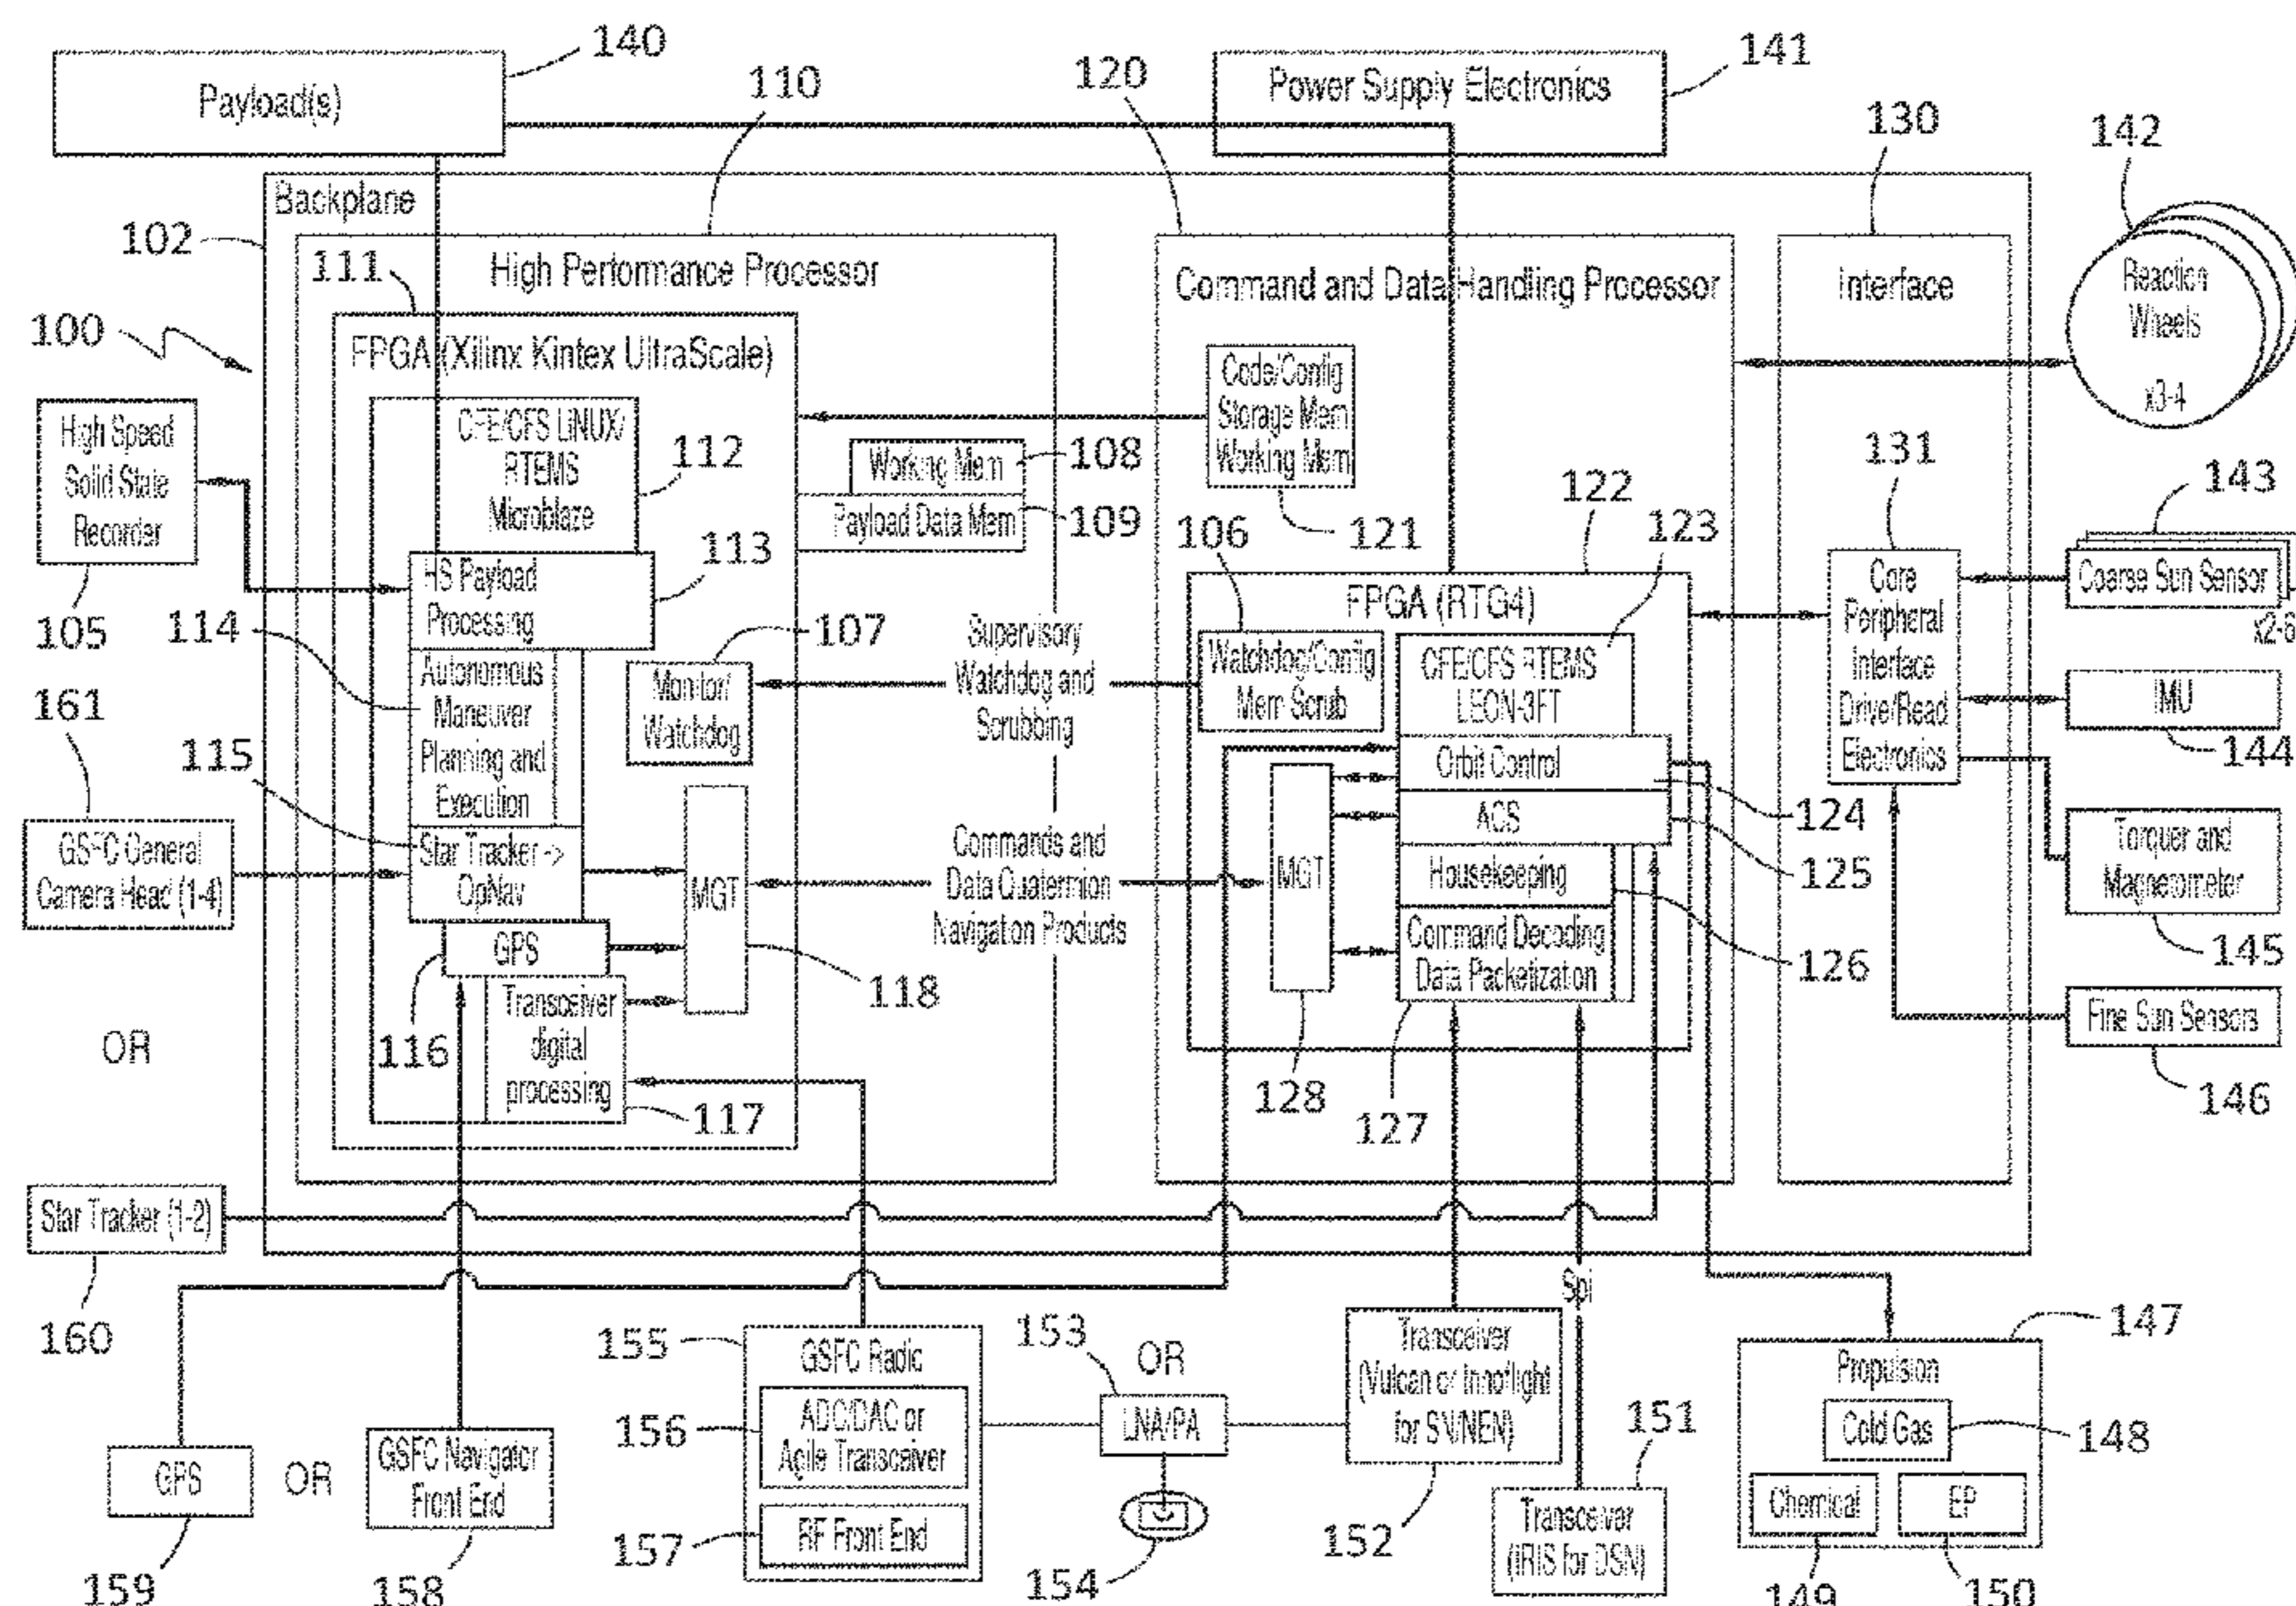 140
Payload(s)
110
120
Power Supply Electronics
141
130
142
Backplane
102
111
High Performance Processor
Command and Data Handling Processor
Interface
Reaction
Wheels
x3-4
100
FPGA (Xilinx Kintex UltraScale)
CFE/CFS LINUX/
RTEMS
Microblaze
112
Code/Config
Storage Mem
Working Mem
121
High Speed
Solid State
Recorder
105
Working Mem
108
Payload Data Mem
109
131
143
Coarse Sun Sensor
x2-6
HS Payload
Processing
113
114
Autonomous
Maneuver
Planning and
Execution
107
Monitor/
Watchdog
Supervisory
Watchdog and
Scrubbing
106
122
123
FPGA (RTG4)
Watchdog/Config
Mem Scrub
CFE/CFS RTEMS
LEON-3FT
Core
Peripheral
Interface
Drive/Read
Electronics
IMU
144
161
GSFC General
Camera Head (1-4)
115
Star Tracker ->
OpNav
MGT
118
Commands and
Data Quatermion
Navigation Products
MGT
128
Orbit Control
124
ACS
125
Housekeeping
126
Command Decoding
Data Packetization
127
Torquer and
Magnetometer
145
Fine Sun Sensors
146
OR
GPS
116
Transceiver
digital
processing
117
Star Tracker (1-2)
160
GPS
159
OR
GSFC Navigator
Front End
158
155
GSFC Radio
156
ADC/DAC or
Agile Transceiver
157
RF Front End
153
OR
LNA/PA
154
Transceiver
(Vulcan or Innoflight
for SN/NEN)
152
Spi
151
Transceiver
(IRIS for DSN)
147
Propulsion
Cold Gas
148
Chemical
149
EP
150